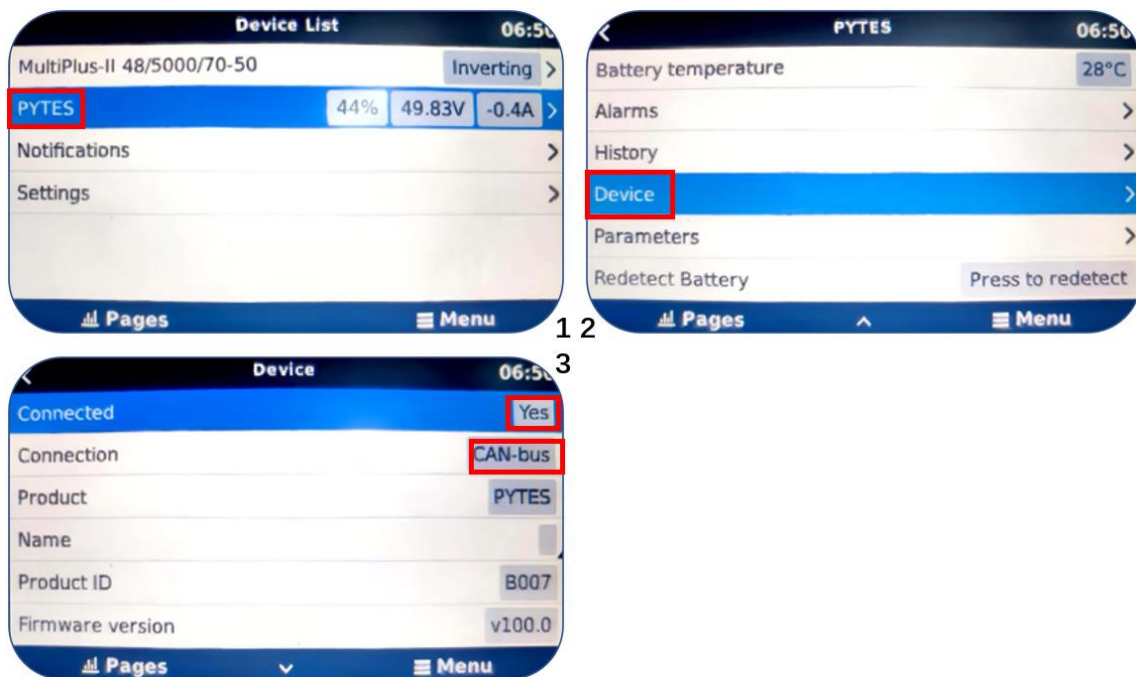 Device List 06:50
MultiPlus-II 48/5000/70-50 Inverting
PYTES 44% 49.83V -0.4A
Notifications
Settings
Pages Menu
PYTES 06:50
Battery temperature 28°C
Alarms
History
Device
Parameters
Redetect Battery Press to redetect
Pages Menu
1 2
3
Device 06:50
Connected Yes
Connection CAN-bus
Product PYTES
Name
Product ID B007
Firmware version v100.0
Pages Menu